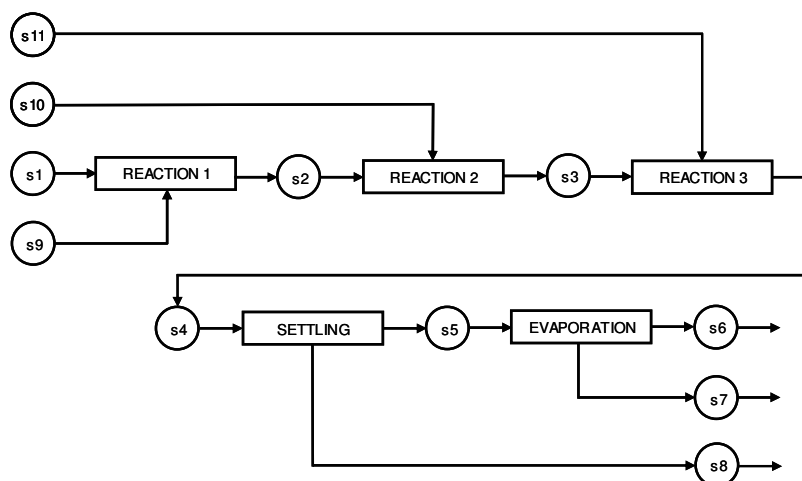 s11
s10
s1
REACTION 1
s2
REACTION 2
s3
REACTION 3
s9
s4
SETTLING
s5
EVAPORATION
s6
s7
s8